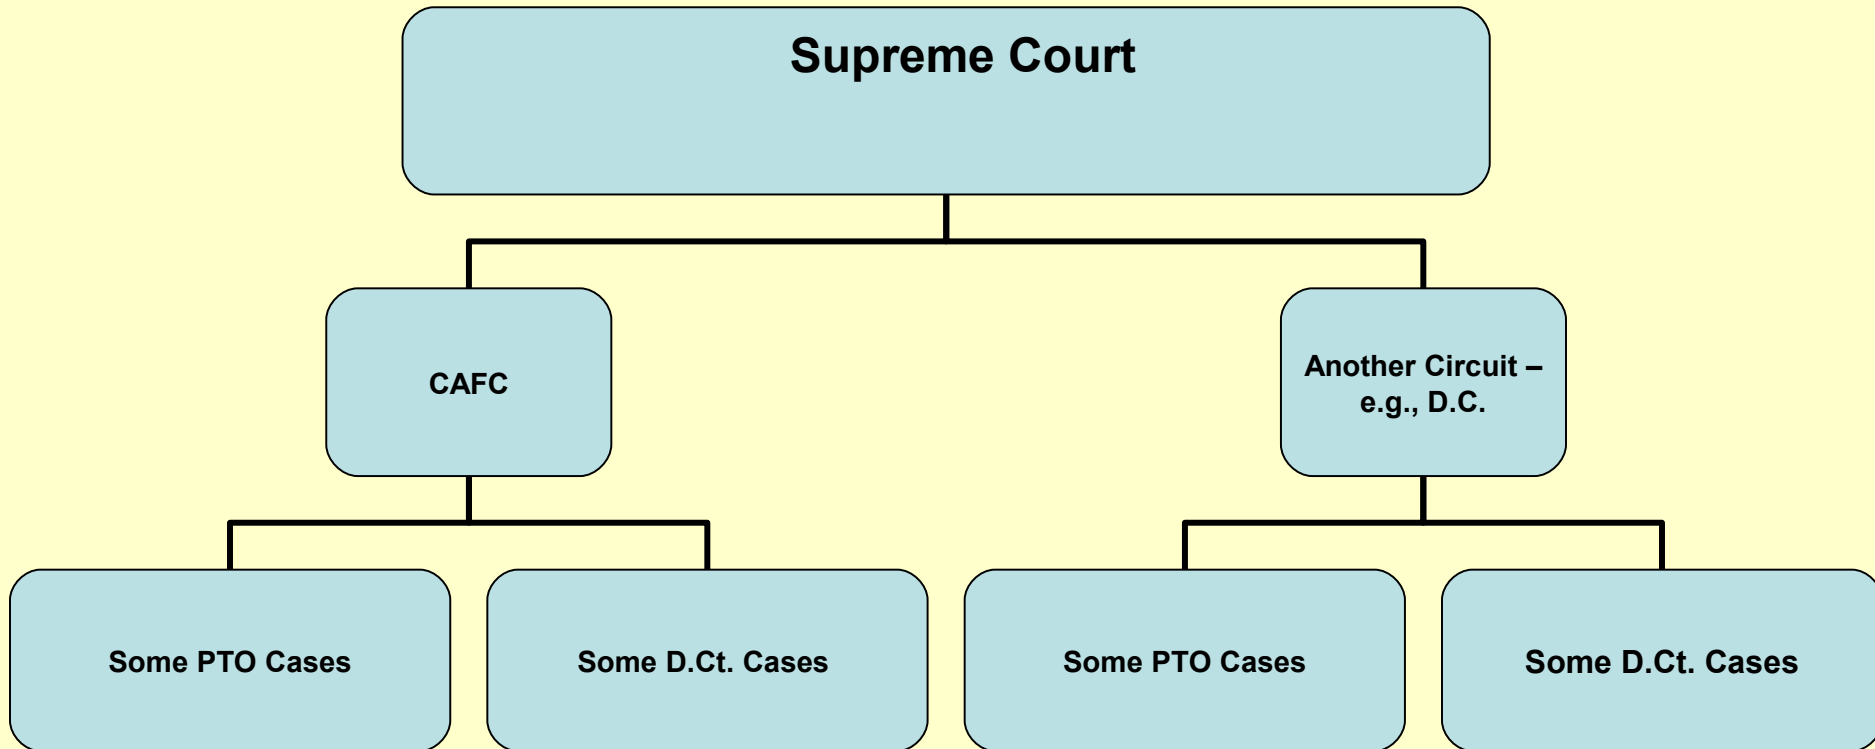 Supreme Court
CAFC
Another Circuit –
e.g., D.C.
Some PTO Cases
Some D.Ct. Cases
Some PTO Cases
Some D.Ct. Cases